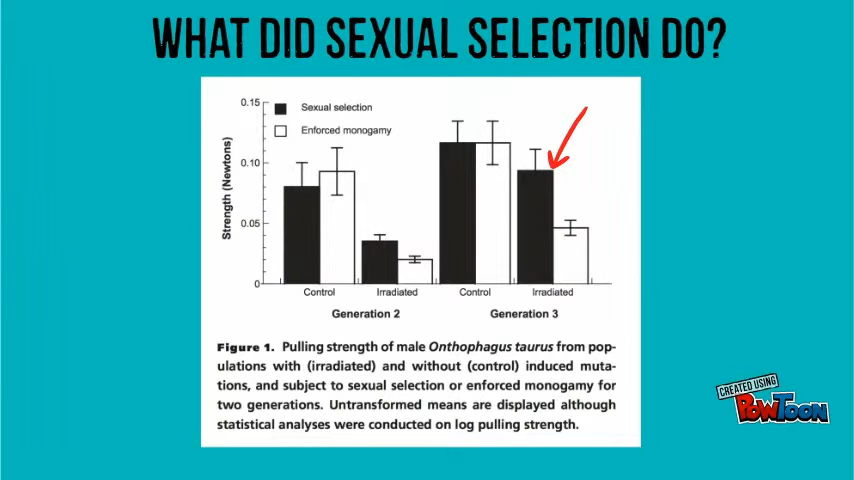 WHAT DID SEXUAL SELECTION DO?
0.15
Sexual selection
Enforced monogamy
0.10
Strength (Newtons)
0.05
0
Control Irradiated Control Irradiated
Generation 2 Generation 3
Figure 1. Pulling strength of male Onthophagus taurus from pop-
ulations with (irradiated) and without (control) induced muta-
tions, and subject to sexual selection or enforced monogamy for
two generations. Untransformed means are displayed although
statistical analyses were conducted on log pulling strength.
CREATED USING
POWTOON